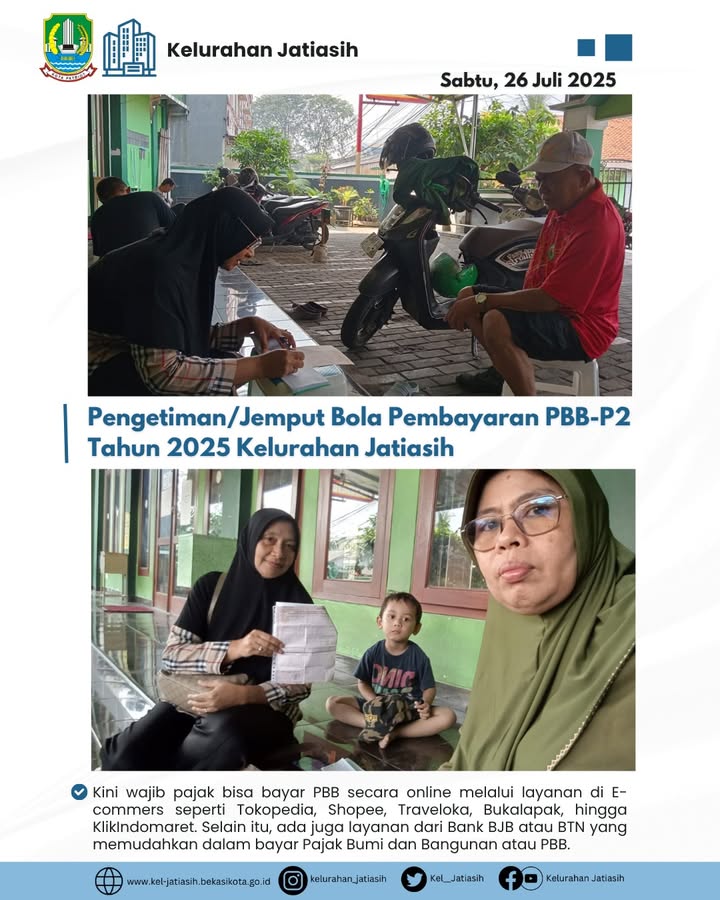 Kelurahan Jatiasih
Sabtu, 26 Juli 2025
Pengetiman/Jemput Bola Pembayaran PBB-P2
Tahun 2025 Kelurahan Jatiasih
Kini wajib pajak bisa bayar PBB secara online melalui layanan di E-
commers seperti Tokopedia, Shopee, Traveloka, Bukalapak, hingga
KlikIndomaret. Selain itu, ada juga layanan dari Bank BJB atau BTN yang
memudahkan dalam bayar Pajak Bumi dan Bangunan atau PBB.
www.kel-jatiasih.bekasikota.go.id
kelurahan_jatiasih
Kel__Jatiasih
Kelurahan Jatiasih